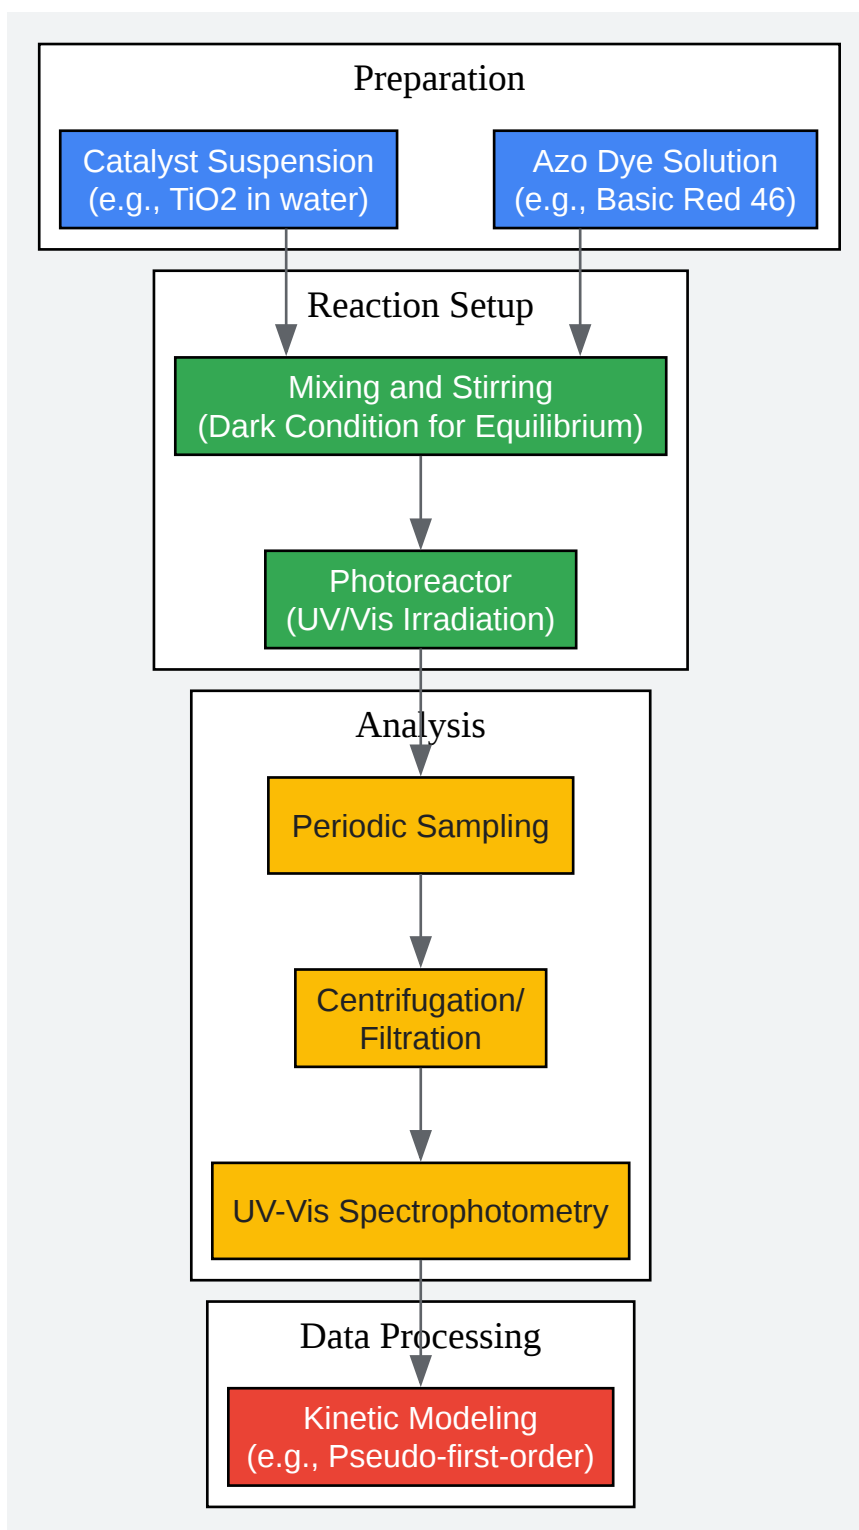 Preparation
Catalyst Suspension
(e.g., TiO2 in water)
Azo Dye Solution
(e.g., Basic Red 46)
Reaction Setup
Mixing and Stirring
(Dark Condition for Equilibrium)
Photoreactor
(UV/Vis Irradiation)
Analysis
Periodic Sampling
Centrifugation/
Filtration
UV-Vis Spectrophotometry
Data Processing
Kinetic Modeling
(e.g., Pseudo-first-order)